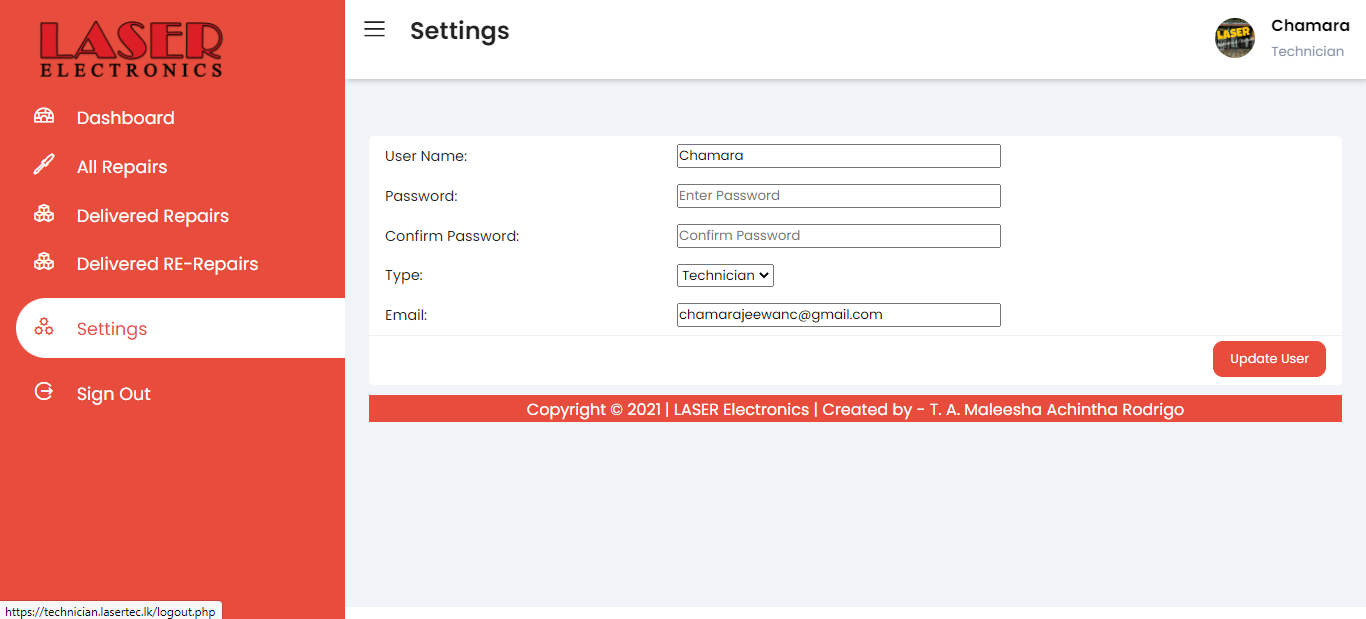 LASER
ELECTRONICS
Dashboard
All Repairs
Delivered Repairs
Delivered RE-Repairs
Settings
Sign Out
Settings
LASER
Chamara
Technician
User Name:
Chamara
Password:
Enter Password
Confirm Password:
Confirm Password
Type:
Technician
Email:
chamarajeewanc@gmail.com
Update User
Copyright © 2021 | LASER Electronics | Created by - T. A. Maleesha Achintha Rodrigo
https://technician.lasertec.lk/logout.php